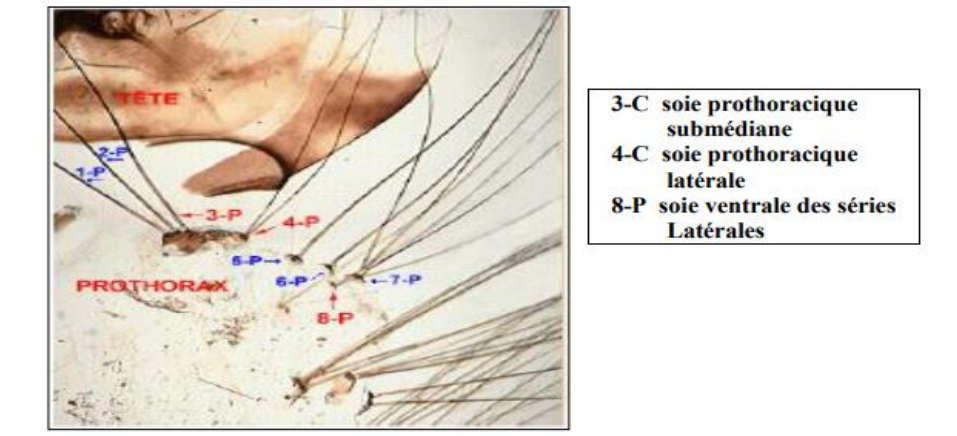 TÊTE
2-P
1-P
3-P
4-P
5-P
6-P
7-P
PROTHORAX
8-P
3-C soie prothoracique
submédiane
4-C soie prothoracique
latérale
8-P soie ventrale des séries
Latérales